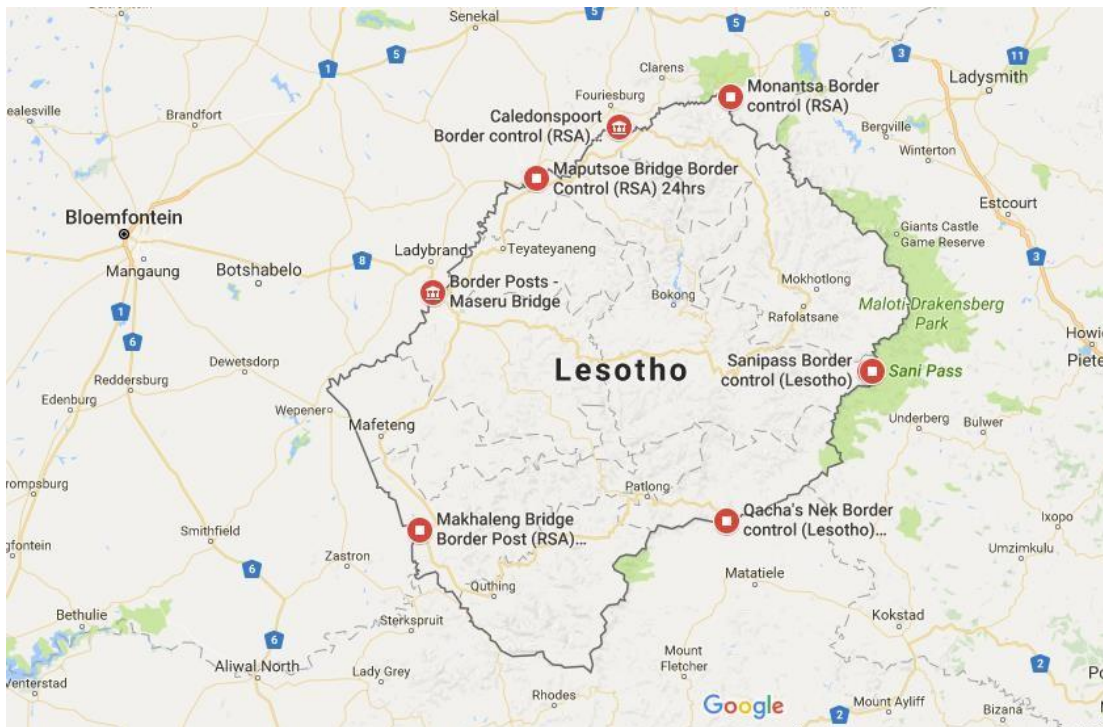 Senekal
5
5
3
11
1
5
Clarens
Ladysmith
Fouriesburg
Monantsa Border
control (RSA)
ealesville
Brandfort
Caledonspoort
Border control (RSA)...
Bergville
Winterton
Maputsoe Bridge Border
Control (RSA) 24hrs
Estcourt
Bloemfontein
Giants Castle
Game Reserve
Ladybrand
Teyateyaneng
Mangaung
Botshabelo
8
3
Border Posts -
Maseru Bridge
Bokong
Mokhotlong
Rafolatsane
Maloti-Drakensberg
Park
1
6
Howi
Pieter
Dewetsdorp
Lesotho
Sanipass Border
control (Lesotho)
Sani Pass
Reddersburg
Edenburg
Wepener
Underberg
Bulwer
Mafeteng
rompsburg
Patlong
Makhaleng Bridge
Border Post (RSA)...
Qacha's Nek Border
control (Lesotho)...
Smithfield
Ixopo
gfontein
Zastron
Umzimkulu
6
Matatiele
Quthing
Bethulie
Sterkspruit
Kokstad
6
Aliwal North
Lady Grey
Mount
Fletcher
2
Po
Venterstad
Rhodes
Google
Mount Ayliff
2
Bizana